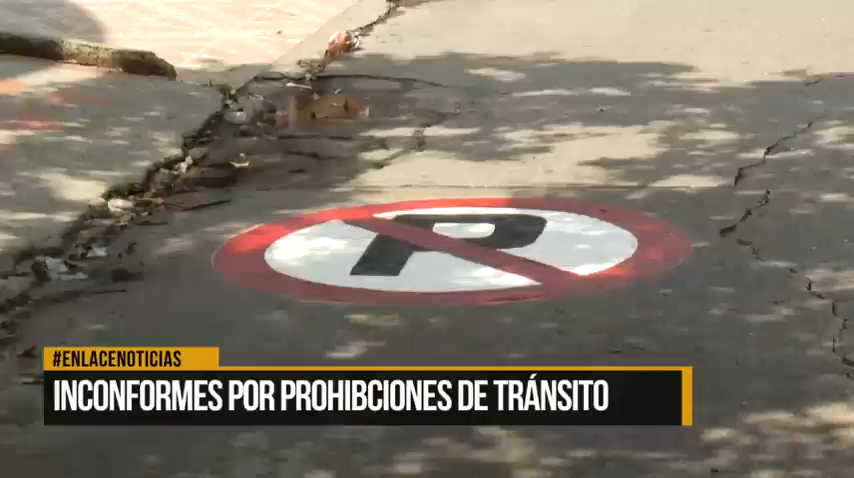 P
#ENLACENOTICIAS
INCONFORMES POR PROHIBCIONES DE TRÁNSITO